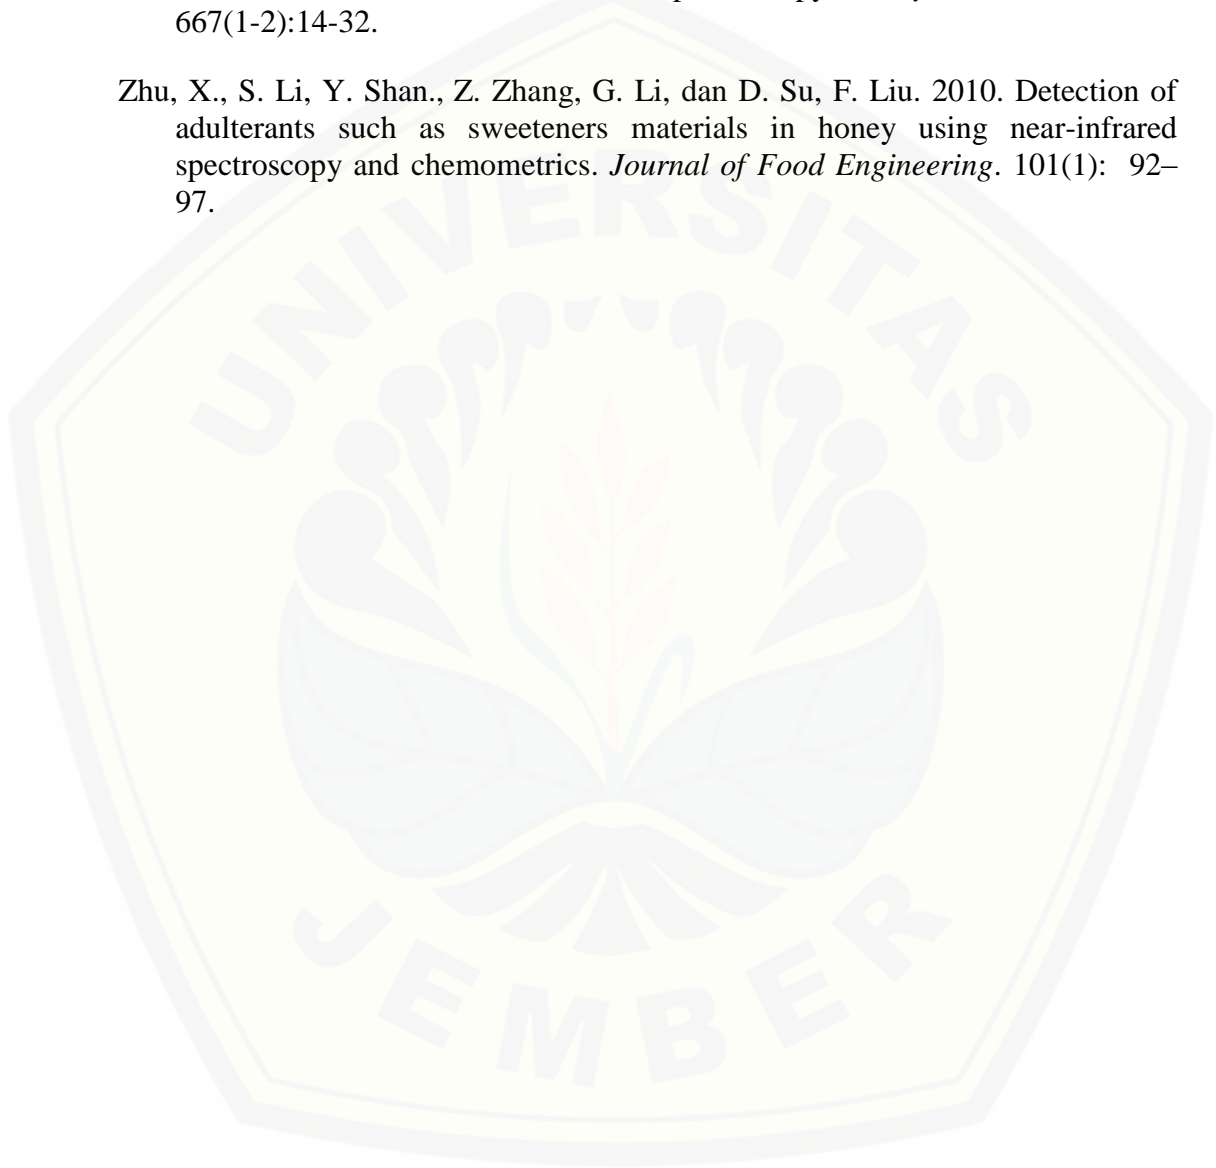 667(1-2):14-32.
Zhu, X., S. Li, Y. Shan., Z. Zhang, G. Li, dan D. Su, F. Liu. 2010. Detection of
adulterants such as sweeteners materials in honey using near-infrared
spectroscopy and chemometrics. Journal of Food Engineering. 101(1): 92–
97.
UNIVERSITAS
JEMBER